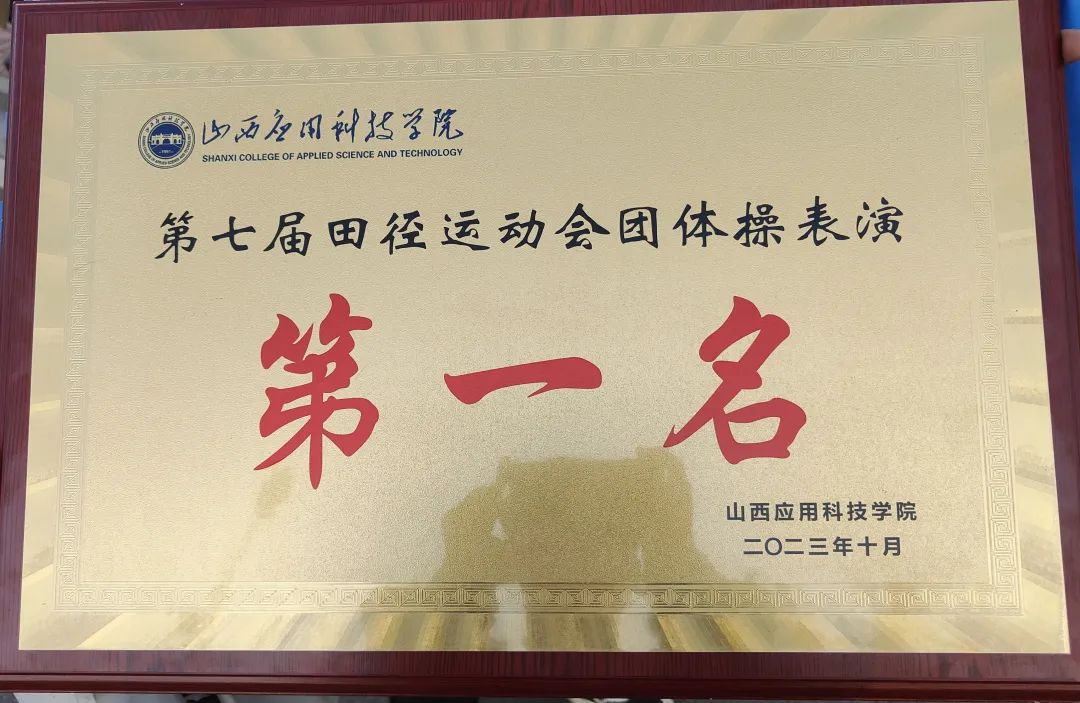 山西应用科技学院
SHANXI COLLEGE OF APPLIED SCIENCE AND TECHNOLOGY
第七届田径运动会团体操表演
第一名
山西应用科技学院
二〇二三年十月